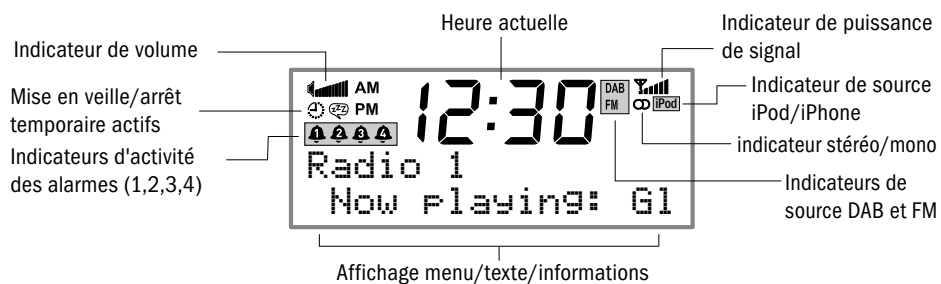 Heure actuelle
Indicateur de puissance
de signal
Indicateur de volume
Indicateur de source
iPod/iPhone
Mise en veille/arrêt
temporaire actifs
indicateur stéréo/mono
Indicateurs d'activité
des alarmes (1,2,3,4)
Indicateurs de
source DAB et FM
AM
12:30
DAB
zz PM
FM
iPod
1 2 3 4
Radio 1
Now playing: Gl
Affichage menu/texte/informations